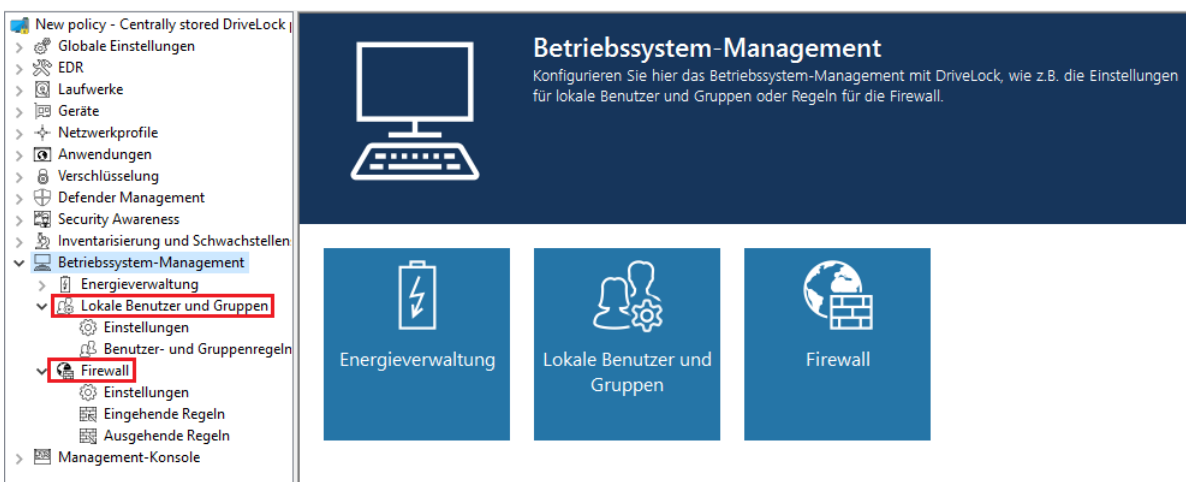 New policy - Centrally stored DriveLock
Globale Einstellungen
EDR
Laufwerke
Geräte
Netzwerkprofile
Anwendungen
Verschlüsselung
Defender Management
Security Awareness
Inventarisierung und Schwachstellen
Betriebssystem-Management
Energieverwaltung
Lokale Benutzer und Gruppen
Einstellungen
Benutzer- und Gruppenregeln
Firewall
Einstellungen
Eingehende Regeln
Ausgehende Regeln
Management-Konsole
Betriebssystem-Management
Konfigurieren Sie hier das Betriebssystem-Management mit DriveLock, wie z.B. die Einstellungen
für lokale Benutzer und Gruppen oder Regeln für die Firewall.
Energieverwaltung
Lokale Benutzer und
Gruppen
Firewall